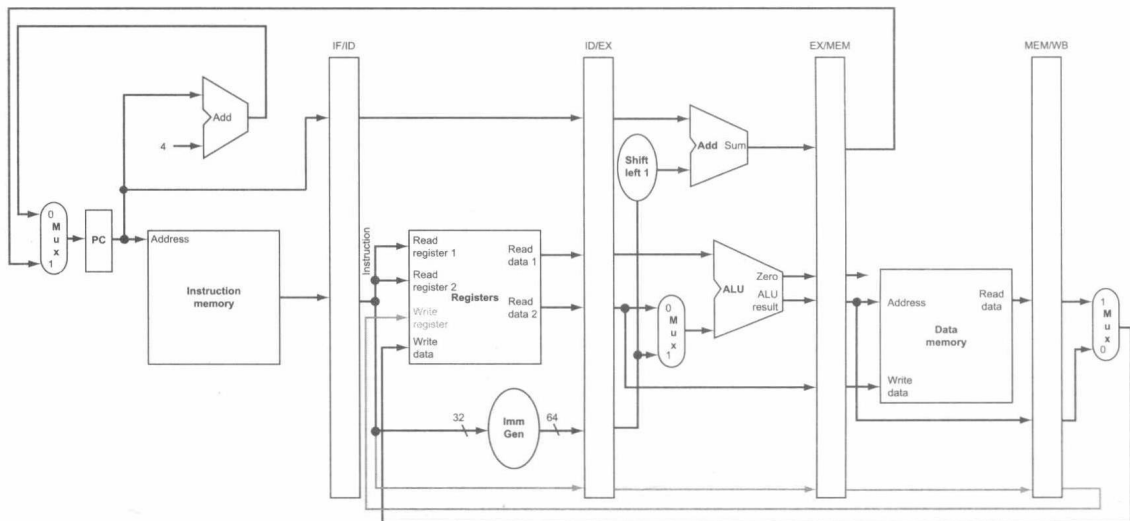 IF/ID
ID/EX
EX/MEM
MEM/WB
Add
4
Add Sum
Shift
left 1
0
M
u
x
1
PC
Address
Instruction
memory
Instruction
Read
register 1
Read
register 2
Write
register
Write
data
Registers
Read
data 1
Read
data 2
0
M
u
x
1
Zero
ALU
ALU
result
Address
Write
data
Data
memory
Read
data
1
M
u
x
0
32
Imm
Gen
64